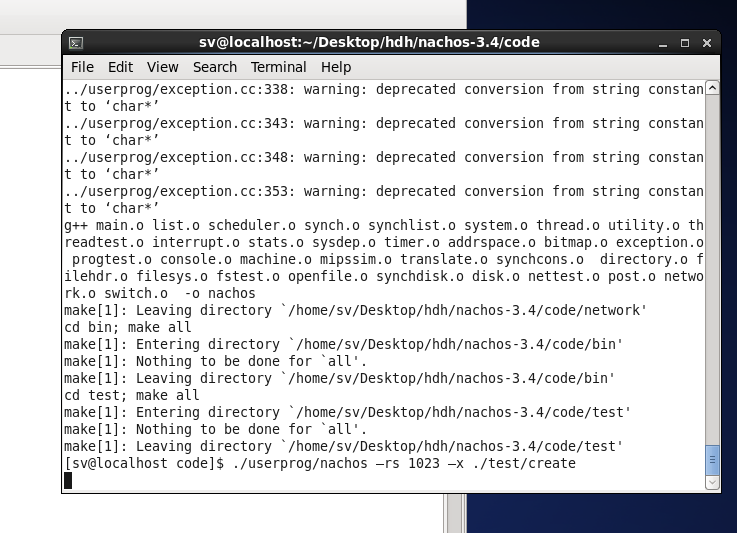 sv@localhost:~/Desktop/hdh/nachos-3.4/code
File Edit View Search Terminal Help
../userprog/exception.cc:338: warning: deprecated conversion from string constan
t to ‘char*’
../userprog/exception.cc:343: warning: deprecated conversion from string constan
t to ‘char*’
../userprog/exception.cc:348: warning: deprecated conversion from string constan
t to ‘char*’
../userprog/exception.cc:353: warning: deprecated conversion from string constan
t to ‘char*’
g++ main.o list.o scheduler.o synch.o synchlist.o system.o thread.o utility.o th
readtest.o interrupt.o stats.o sysdep.o timer.o addrspace.o bitmap.o exception.o
 progtest.o console.o machine.o mipssim.o translate.o synchcons.o  directory.o f
ilehdr.o filesys.o fstest.o openfile.o synchdisk.o disk.o nettest.o post.o netwo
rk.o switch.o  -o nachos
make[1]: Leaving directory `/home/sv/Desktop/hdh/nachos-3.4/code/network'
cd bin; make all
make[1]: Entering directory `/home/sv/Desktop/hdh/nachos-3.4/code/bin'
make[1]: Nothing to be done for `all'.
make[1]: Leaving directory `/home/sv/Desktop/hdh/nachos-3.4/code/bin'
cd test; make all
make[1]: Entering directory `/home/sv/Desktop/hdh/nachos-3.4/code/test'
make[1]: Nothing to be done for `all'.
make[1]: Leaving directory `/home/sv/Desktop/hdh/nachos-3.4/code/test'
[sv@localhost code]$ ./userprog/nachos –rs 1023 –x ./test/create